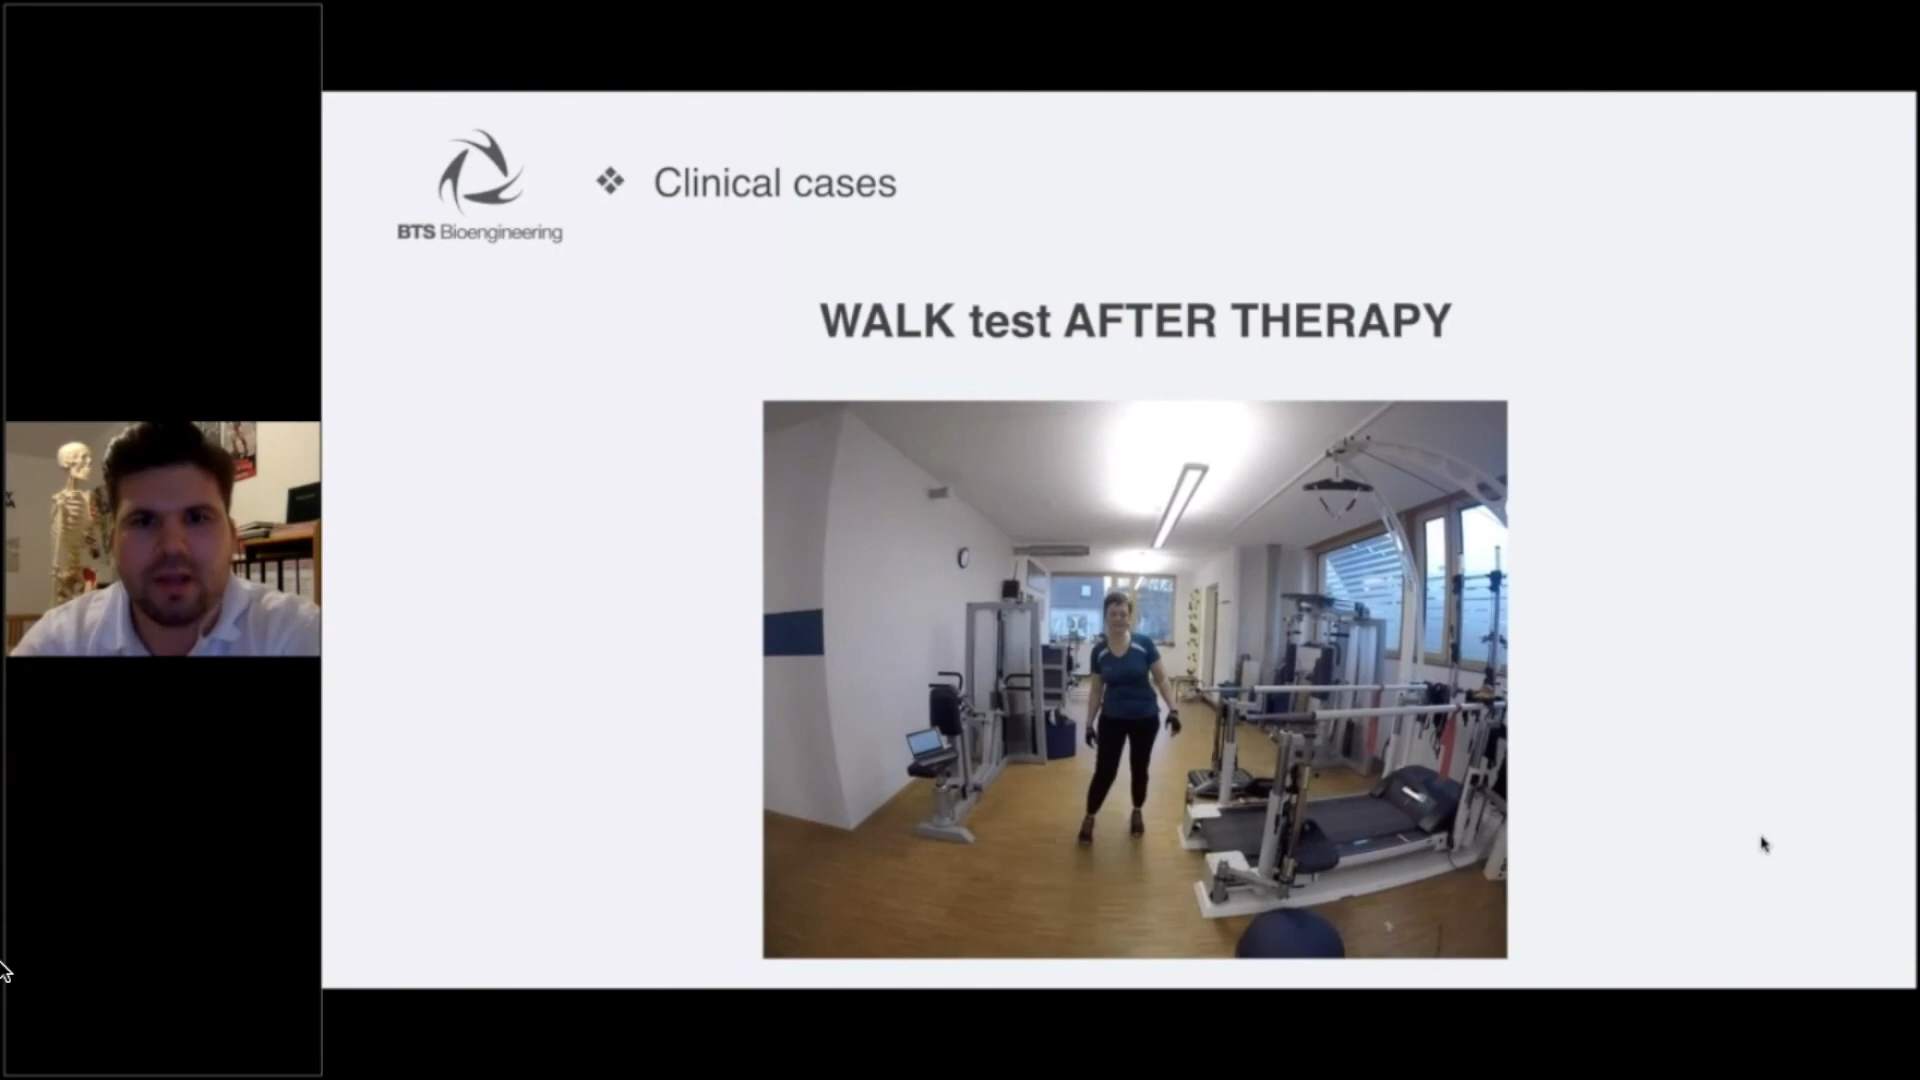 ❖ Clinical cases
BTS Bioengineering
WALK test AFTER THERAPY